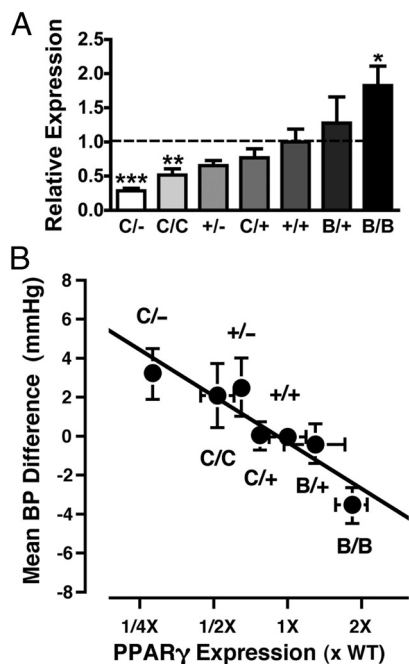 A
Relative Expression
2.5
2.0
1.5
1.0
0.5
0.0
***
**
*
C/- C/C +/- C/+ +/+ B/+ B/B
B
Mean BP Difference (mmHg)
8
6
4
2
0
-2
-4
-6
-8
C/–
+/–
+/+
C/C
C/+
B/+
B/B
1/4X 1/2X 1X 2X
PPARγ Expression (x WT)